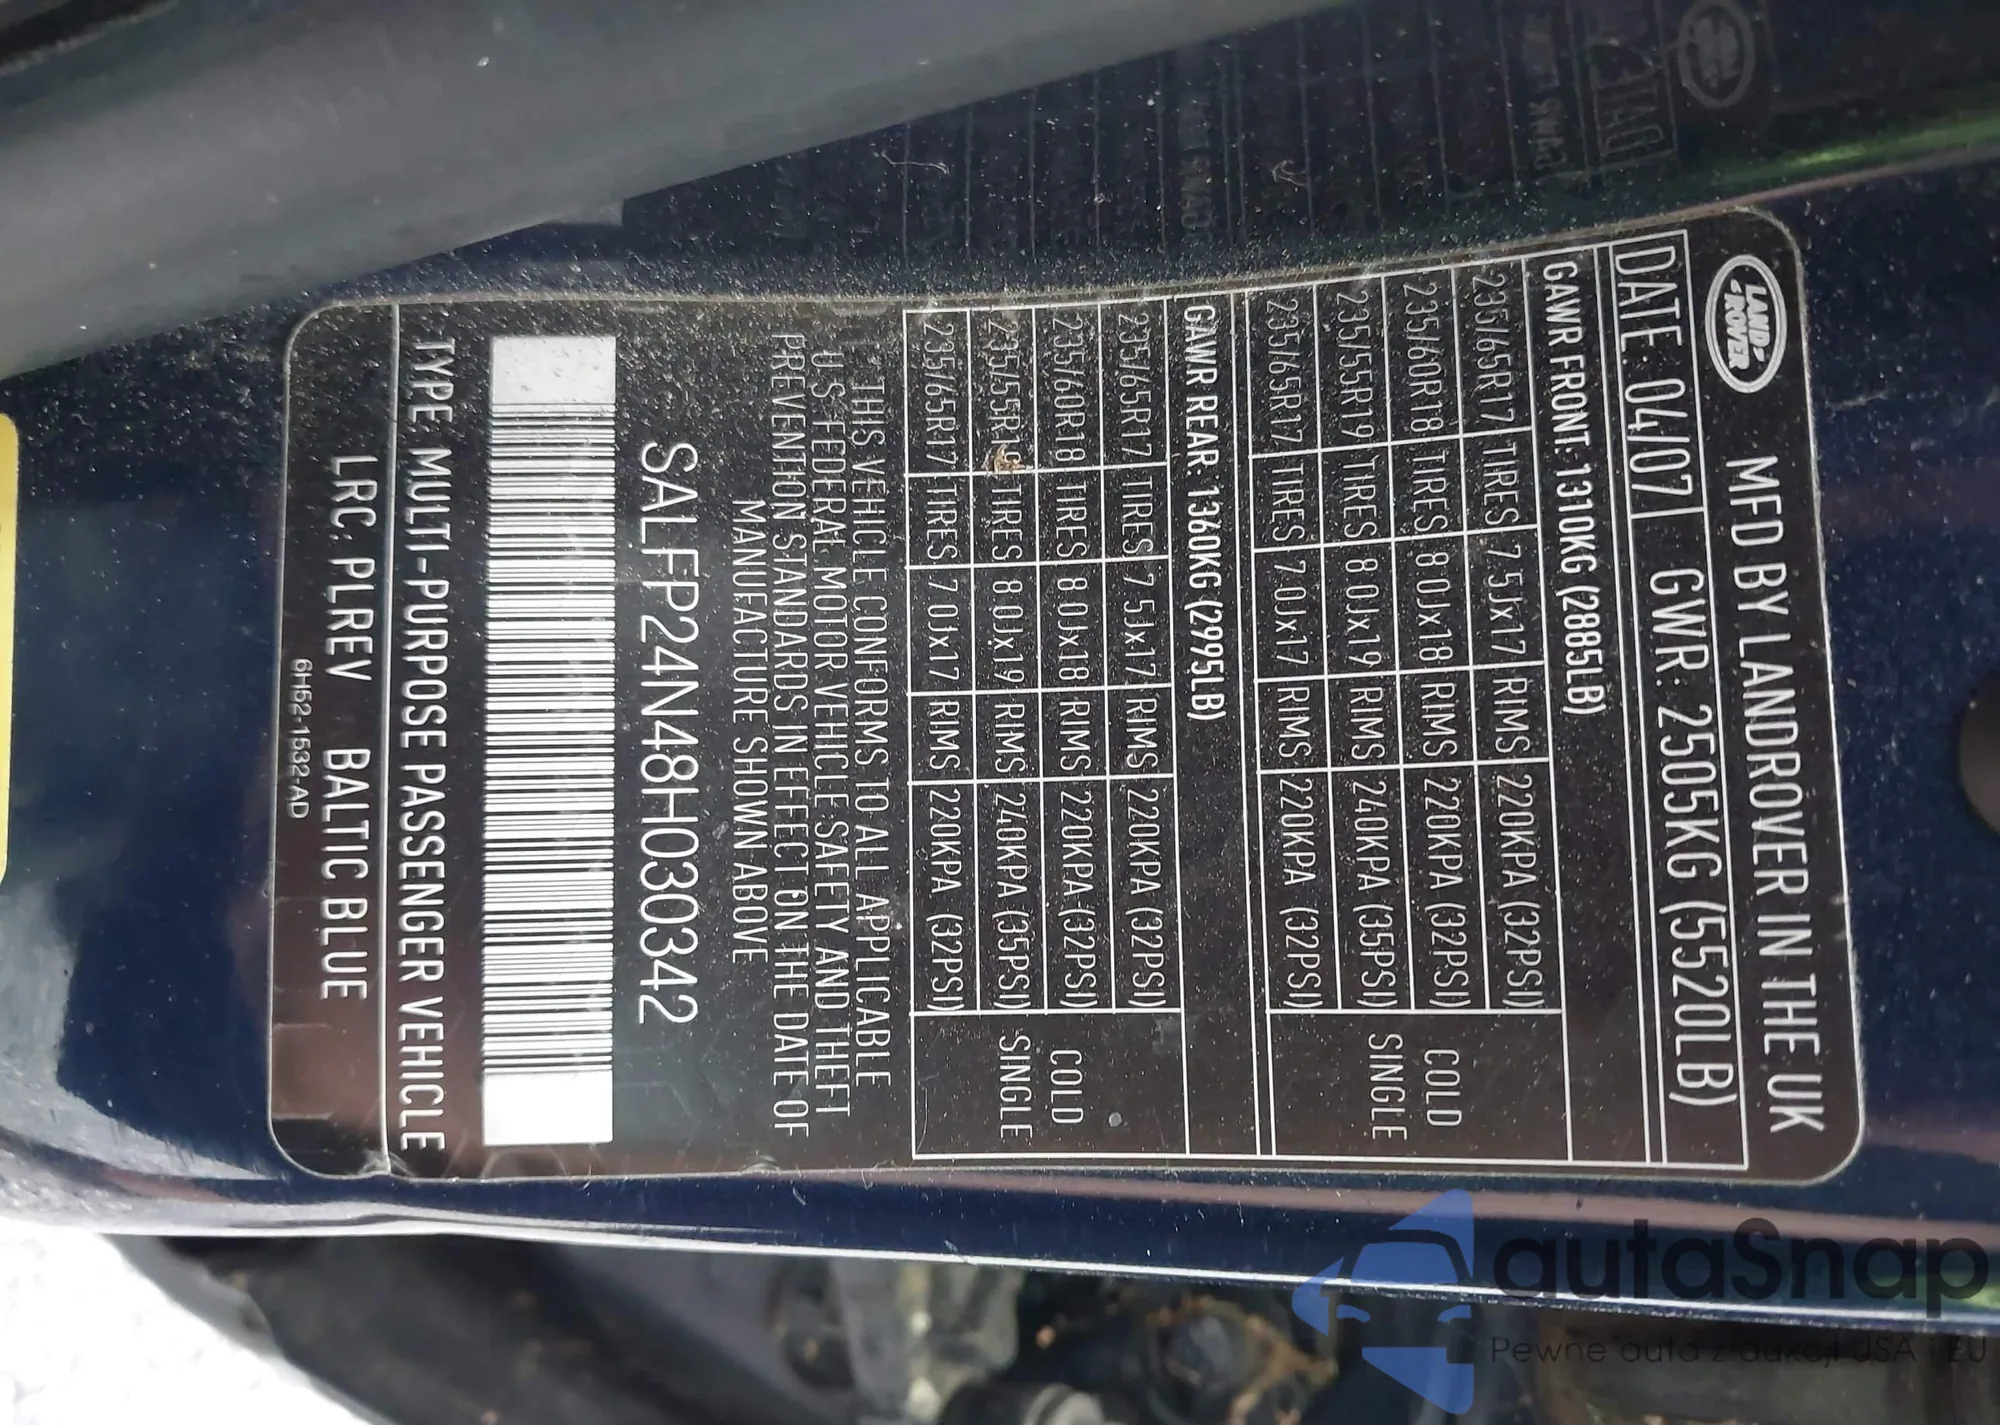 LAND-
-ROVER
MFD BY LANDROVER IN THE UK
DATE: 04/07 GWR: 2505KG (5520LB)
GAWR FRONT: 1310KG (2885LB)
235/65R17 TIRES 7.5Jx17 RIMS 220KPA (32PSI)
235/60R18 TIRES 8.0Jx18 RIMS 220KPA (32PSI)
235/55R19 TIRES 8.0Jx19 RIMS 240KPA (35PSI)
235/65R17 TIRES 7.0Jx17 RIMS 220KPA (32PSI)
COLD
SINGLE
GAWR REAR: 1360KG (2995LB)
235/65R17 TIRES 7.5Jx17 RIMS 220KPA (32PSI)
235/60R18 TIRES 8.0Jx18 RIMS 220KPA (32PSI)
235/55R19 TIRES 8.0Jx19 RIMS 240KPA (35PSI)
235/65R17 TIRES 7.0Jx17 RIMS 220KPA (32PSI)
COLD
SINGLE
THIS VEHICLE CONFORMS TO ALL APPLICABLE
U.S FEDERAL MOTOR VEHICLE SAFETY AND THEFT
PREVENTION STANDARDS IN EFFECT ON THE DATE OF
MANUFACTURE SHOWN ABOVE
SALFP24N48H030342
TYPE: MULTI-PURPOSE PASSENGER VEHICLE
LRC: PLREV BALTIC BLUE
6H52-1532-AD
autaSnap
Pewne auta z aukcji USA i EU